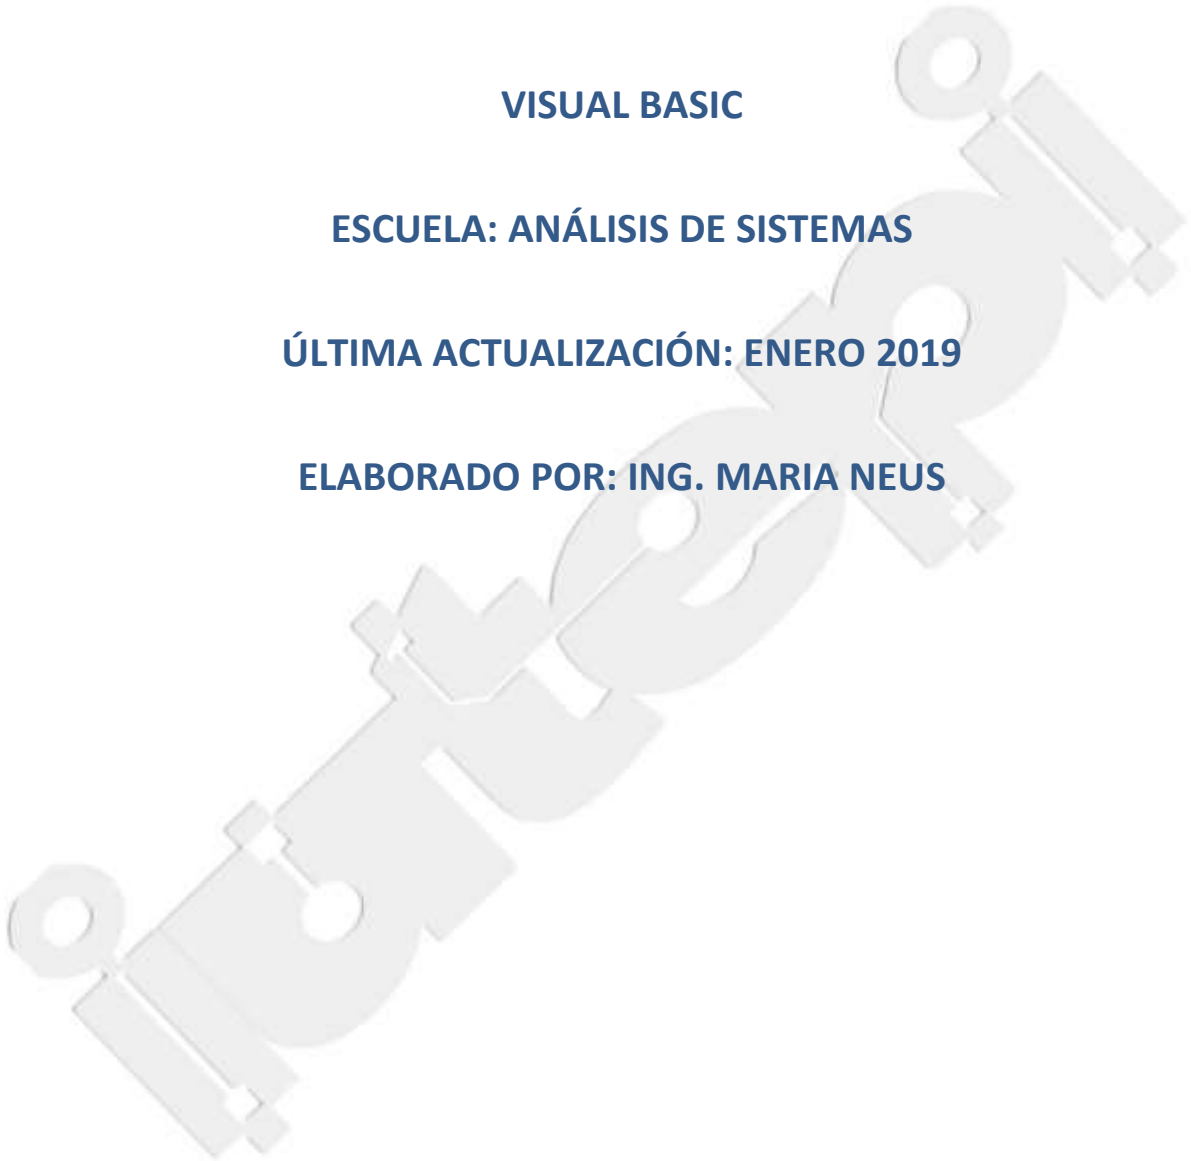 VISUAL BASIC
ESCUELA: ANÁLISIS DE SISTEMAS
ÚLTIMA ACTUALIZACIÓN: ENERO 2019
ELABORADO POR: ING. MARIA NEUS